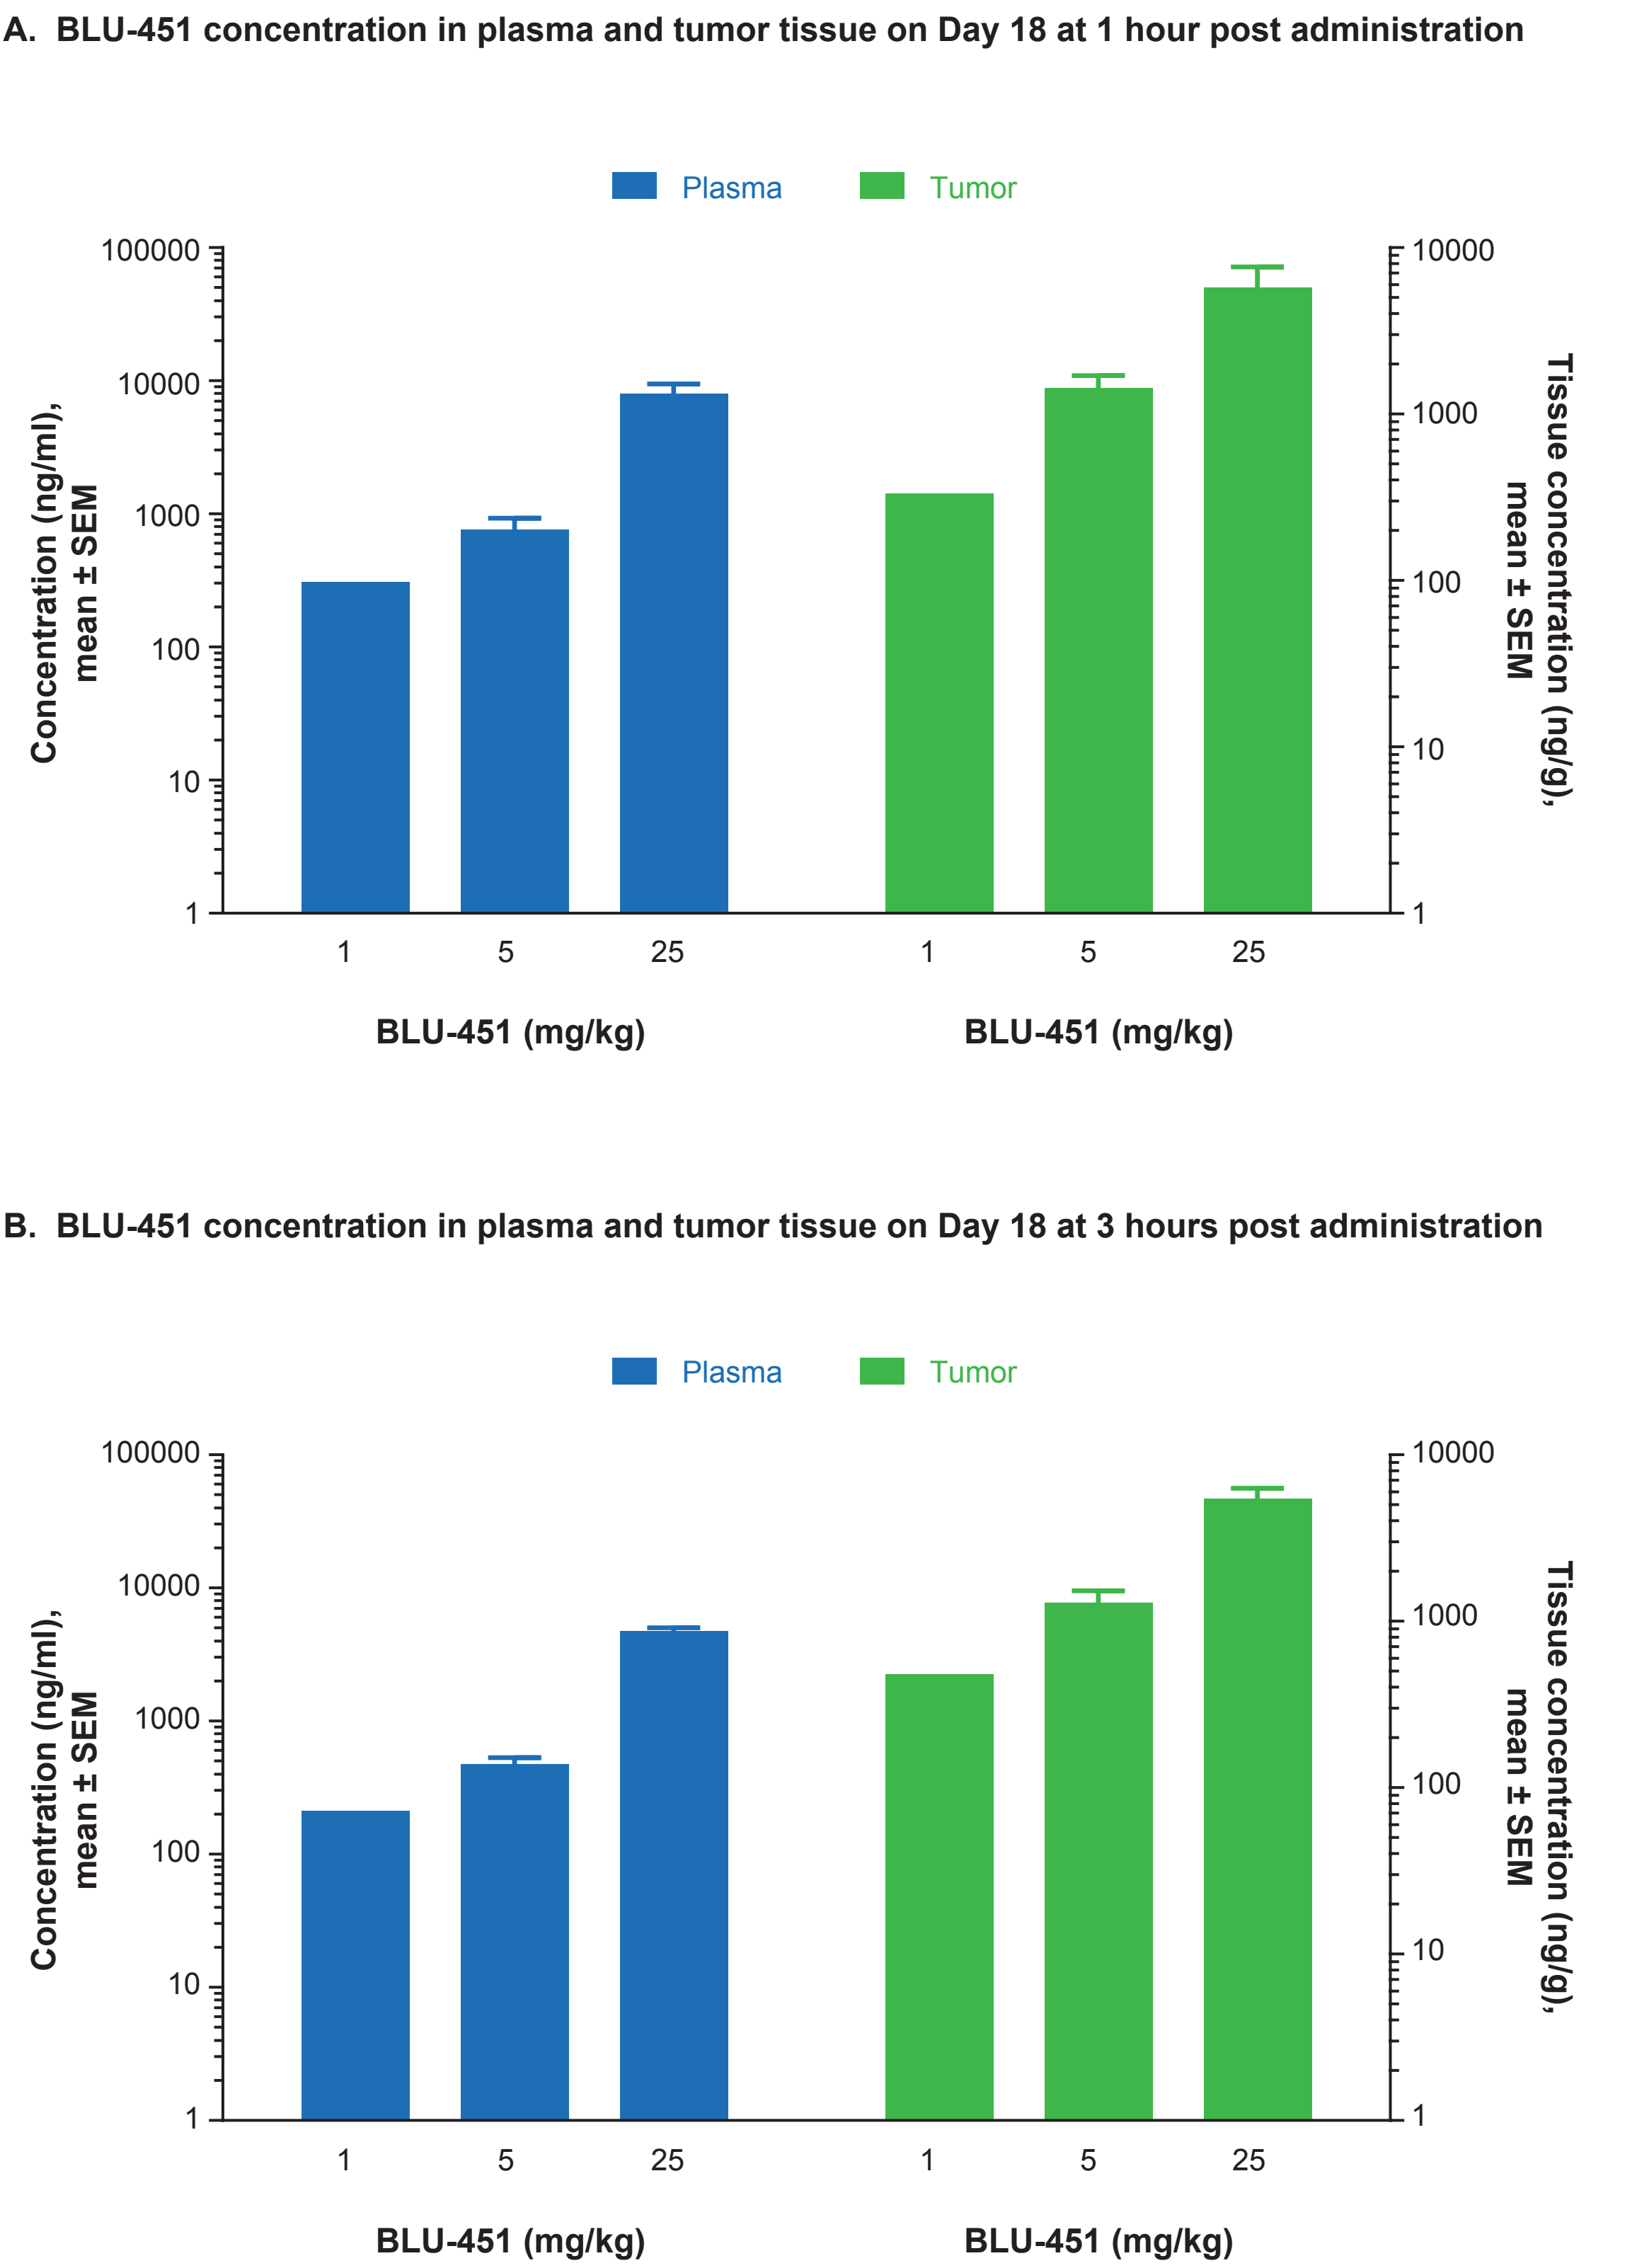 A. BLU-451 concentration in plasma and tumor tissue on Day 18 at 1 hour post administration
Plasma
Tumor
Concentration (ng/ml),
mean ± SEM
100000
10000
1000
100
10
1
10000
1000
100
10
1
Tissue concentration (ng/g),
mean ± SEM
1 5 25 1 5 25
BLU-451 (mg/kg) BLU-451 (mg/kg)
B. BLU-451 concentration in plasma and tumor tissue on Day 18 at 3 hours post administration
Plasma
Tumor
Concentration (ng/ml),
mean ± SEM
100000
10000
1000
100
10
1
10000
1000
100
10
1
Tissue concentration (ng/g),
mean ± SEM
1 5 25 1 5 25
BLU-451 (mg/kg) BLU-451 (mg/kg)